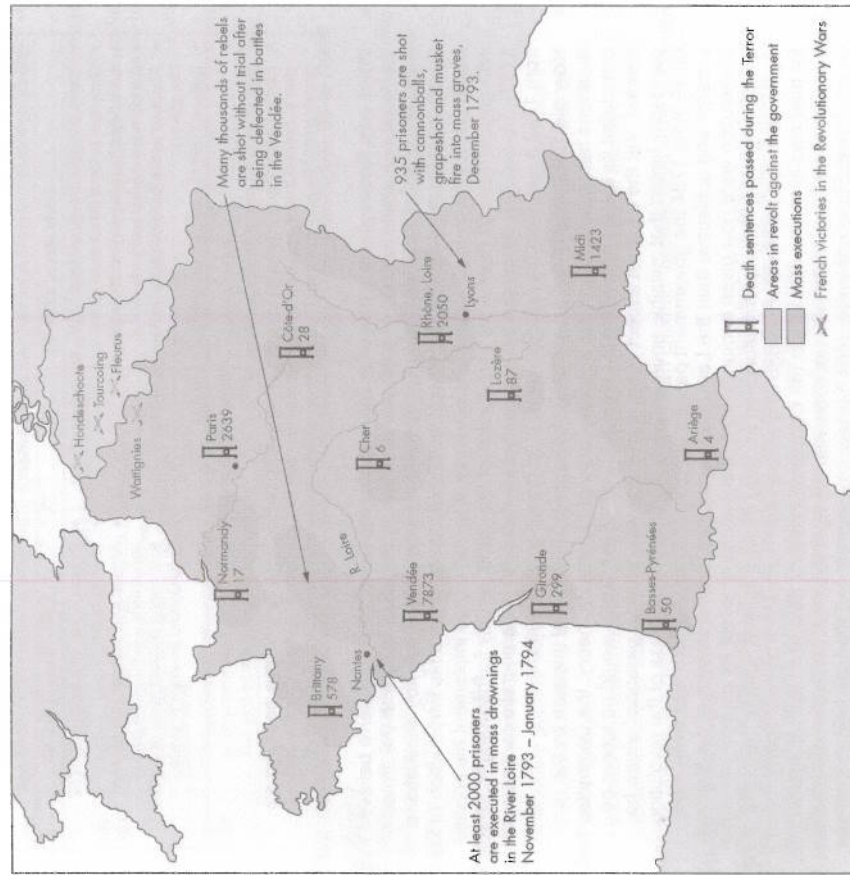 Many thousands of rebels
are shot without trial after
being defeated in battles
in the Vendée.
935 prisoners are shot
with cannonballs,
grapeshot and musket
fire into mass graves,
December 1793.
At least 2000 prisoners
are executed in mass drownings
in the River Loire
November 1793 – January 1794
Hondeschocte
Tourcoing
Fleurus
Wattignies
Paris
2639
Normandy
17
Brittany
578
Côte-d'Or
28
R. Loire
Nantes
Cher
6
Vendée
7873
Rhône, Loire
2050
Lyons
Lozère
87
Gironde
299
Midi
1423
Basses-Pyrénées
50
Ariège
4
Death sentences passed during the Terror
Areas in revolt against the government
Mass executions
French victories in the Revolutionary Wars